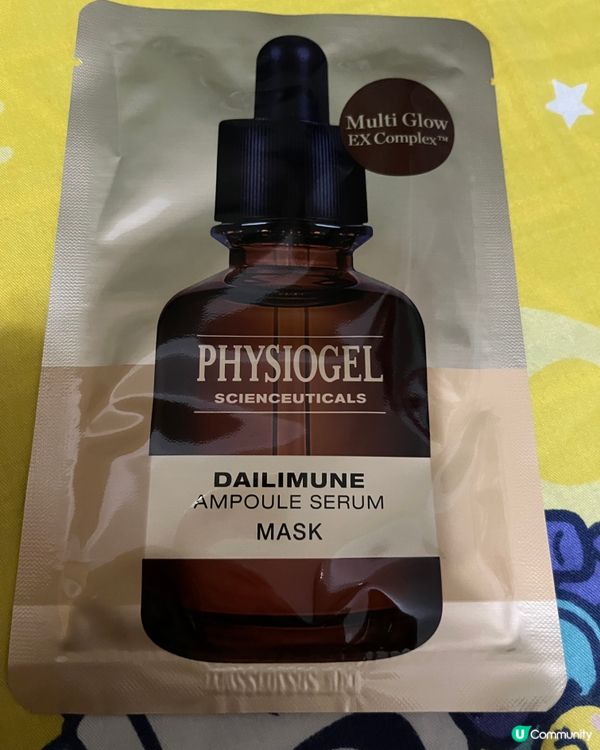 Multi Glow
EX Complex™
PHYSIOGEL
SCIENCEUTICALS
DAILIMUNE
AMPOULE SERUM
MASK
U Community